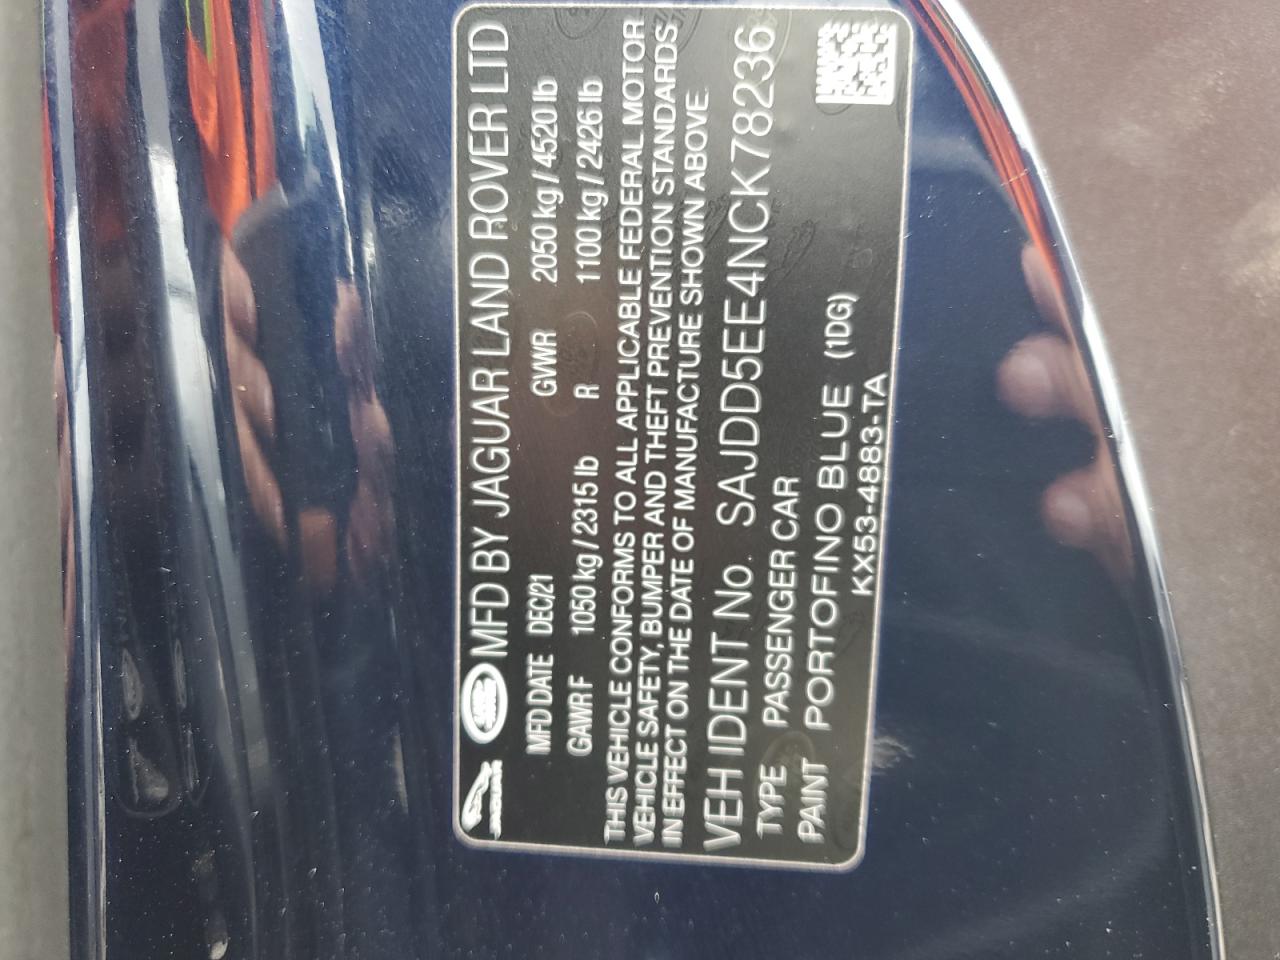 JAGUAR LAND ROVER MFD BY JAGUAR LAND ROVER LTD
MFD DATE DEC/21 GVWR 2050 kg / 4520 lb
GAWR F 1050 kg / 2315 lb R 1100 kg / 2426 lb
THIS VEHICLE CONFORMS TO ALL APPLICABLE FEDERAL MOTOR
VEHICLE SAFETY, BUMPER AND THEFT PREVENTION STANDARDS
IN EFFECT ON THE DATE OF MANUFACTURE SHOWN ABOVE.
VEH IDENT No. SAJDD5EE4NCK78236
TYPE PASSENGER CAR
PAINT PORTOFINO BLUE (1DG)
KX53-4883-TA